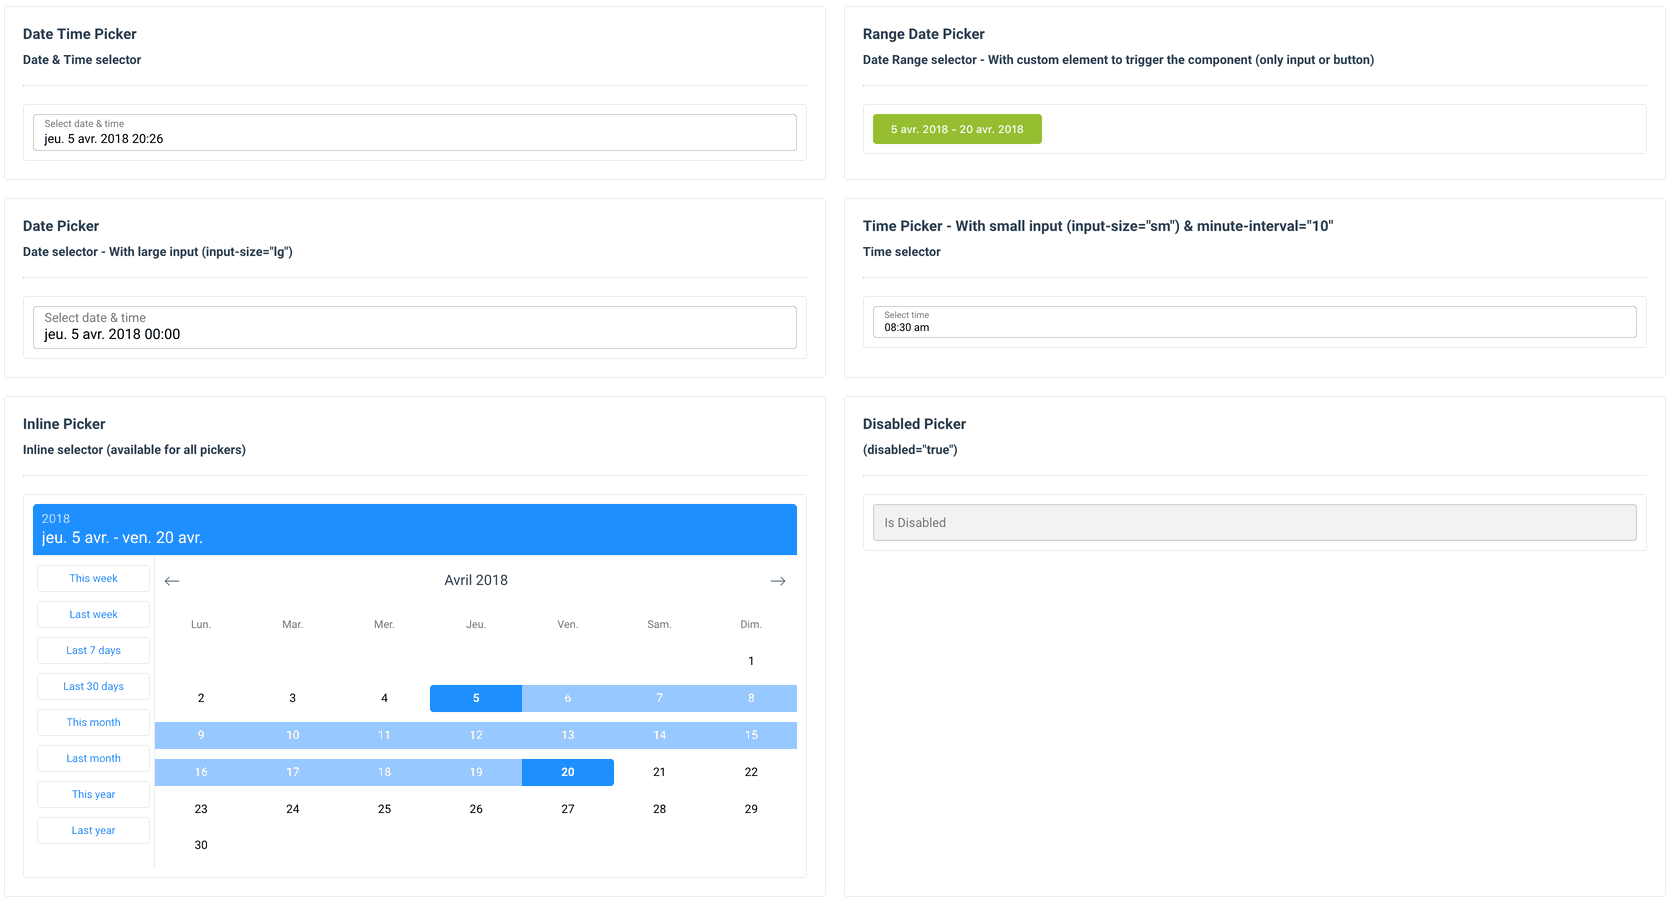 Date Time Picker
Date & Time selector
Select date & time
jeu. 5 avr. 2018 20:26
Range Date Picker
Date Range selector - With custom element to trigger the component (only input or button)
5 avr. 2018 - 20 avr. 2018
Date Picker
Date selector - With large input (input-size="lg")
Select date & time
jeu. 5 avr. 2018 00:00
Time Picker - With small input (input-size="sm") & minute-interval="10"
Time selector
Select time
08:30 am
Inline Picker
Inline selector (available for all pickers)
2018
jeu. 5 avr. - ven. 20 avr.
This week
Last week
Last 7 days
Last 30 days
This month
Last month
This year
Last year
Avril 2018
Lun. Mar. Mer. Jeu. Ven. Sam. Dim.
1
2 3 4 5 6 7 8
9 10 11 12 13 14 15
16 17 18 19 20 21 22
23 24 25 26 27 28 29
30
Disabled Picker
(disabled="true")
Is Disabled